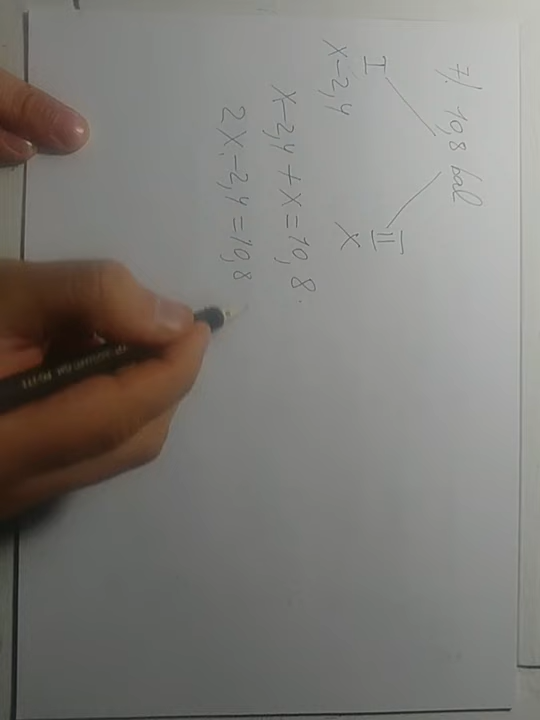 7). 10,8 bal
I II
x-2,4 x
x-2,4+x=10,8.
2x-2,4=10,8